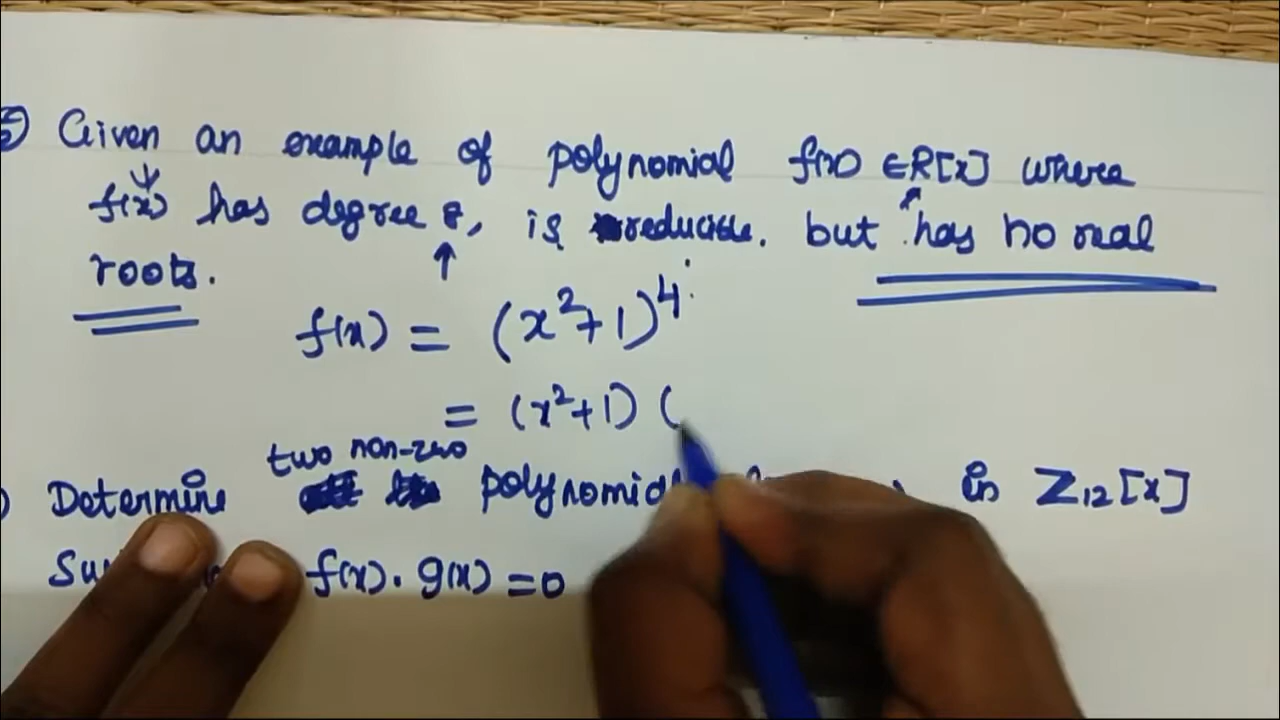 Given an example of polynomial f(x) ∈ R[x] where
f(x) has degree 8, is reducible. but has no real
roots.
f(x) = (x²+1)⁴
= (x²+1) (
two non-zero
Determine polynomial in Z₁₂[x]
f(x). g(x) = 0